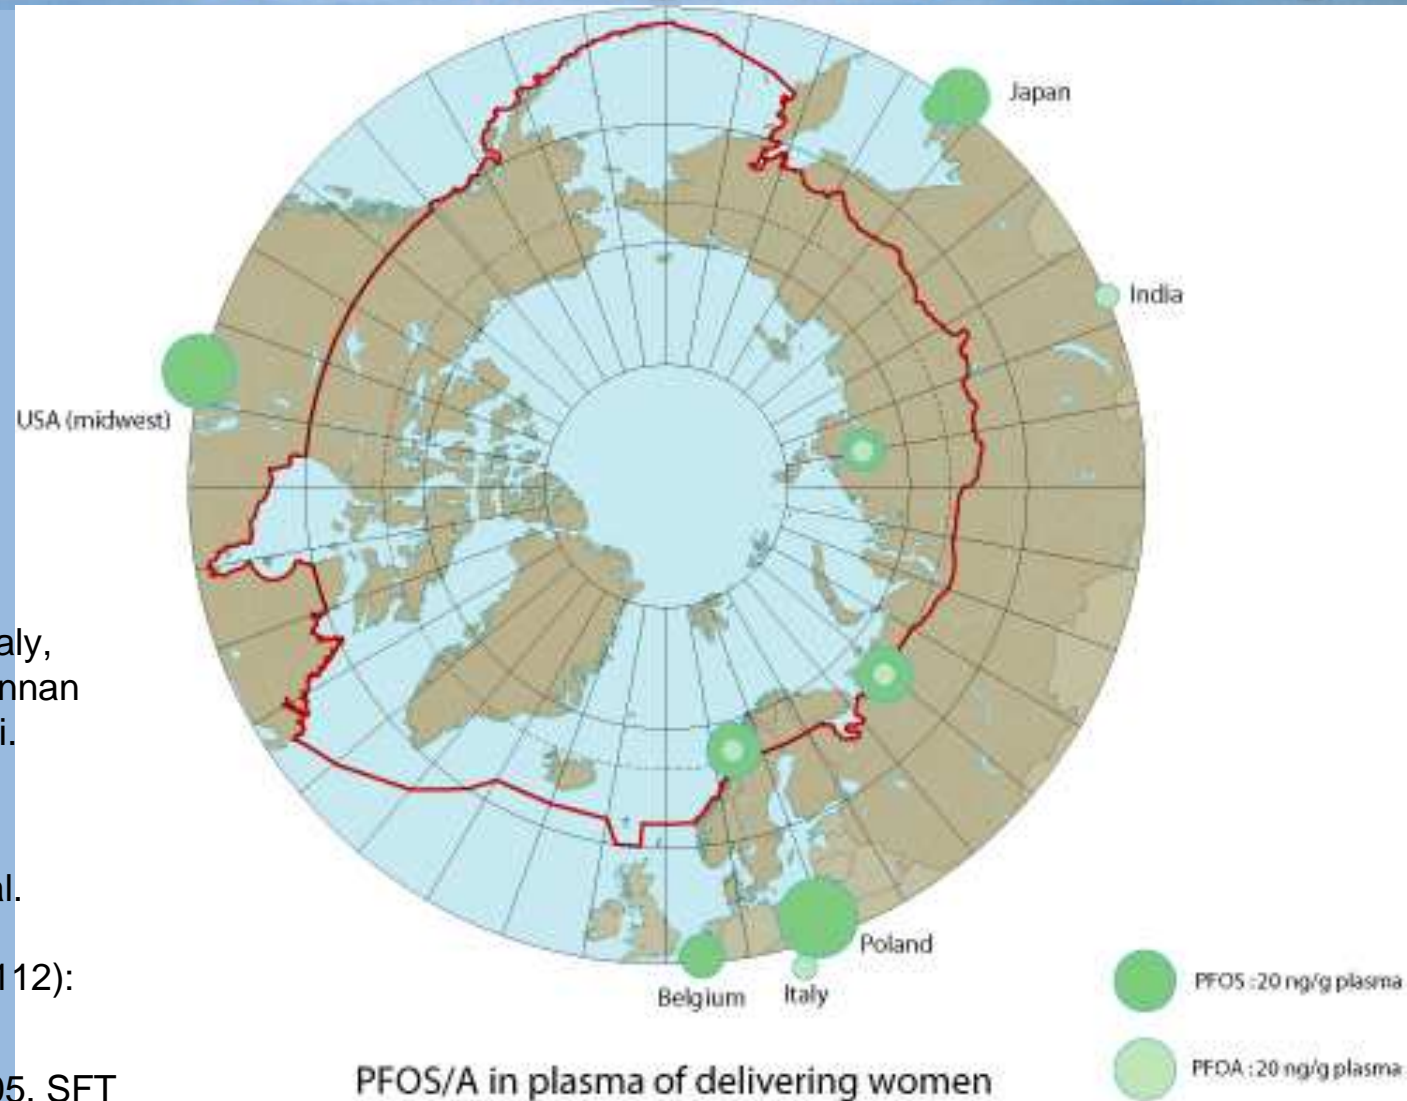 Japan
India
USA (midwest)
aly,
nnan
i.
al.
112):
05. SFT
Poland
Belgium
Italy
PFOS :20 ng/g plasma
PFOA :20 ng/g plasma
PFOS/A in plasma of delivering women